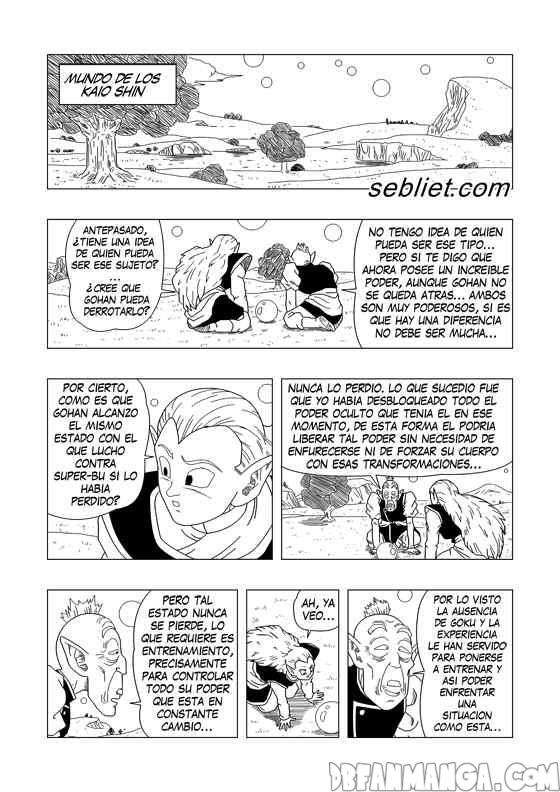 MUNDO DE LOS
KAIO SHIN
sebliet.com
ANTEPASADO,
¿TIENE UNA IDEA
DE QUIEN PUEDA
SER ESE SUJETO?
...
¿CREE QUE
GOHAN PUEDA
DERROTARLO?
NO TENGO IDEA DE QUIEN
PUEDA SER ESE TIPO...
PERO SI TE DIGO QUE
AHORA POSEE UN INCREIBLE
PODER, AUNQUE GOHAN NO
SE QUEDA ATRAS... AMBOS
SON MUY PODEROSOS, SI ES
QUE HAY UNA DIFERENCIA
NO DEBE SER MUCHA...
POR CIERTO,
COMO ES QUE
GOHAN ALCANZO
EL MISMO
ESTADO CON EL
QUE LUCHO
CONTRA
SUPER-BU SI LO
HABIA
PERDIDO?
NUNCA LO PERDIO. LO QUE SUCEDIO FUE
QUE YO HABIA DESBLOQUEADO TODO EL
PODER OCULTO QUE TENIA EL EN ESE
MOMENTO, DE ESTA FORMA EL PODRIA
LIBERAR TAL PODER SIN NECESIDAD DE
ENFURECERSE NI DE FORZAR SU CUERPO
CON ESAS TRANSFORMACIONES...
PERO TAL
ESTADO NUNCA
SE PIERDE, LO
QUE REQUIERE ES
ENTRENAMIENTO,
PRECISAMENTE
PARA CONTROLAR
TODO SU PODER
QUE ESTA EN
CONSTANTE
CAMBIO...
AH, YA
VEO...
POR LO VISTO
LA AUSENCIA
DE GOKU Y LA
EXPERIENCIA
LE HAN SERVIDO
PARA PONERSE
A ENTRENAR Y
ASI PODER
ENFRENTAR
UNA
SITUACION
COMO ESTA...
DBFANMANGA.COM